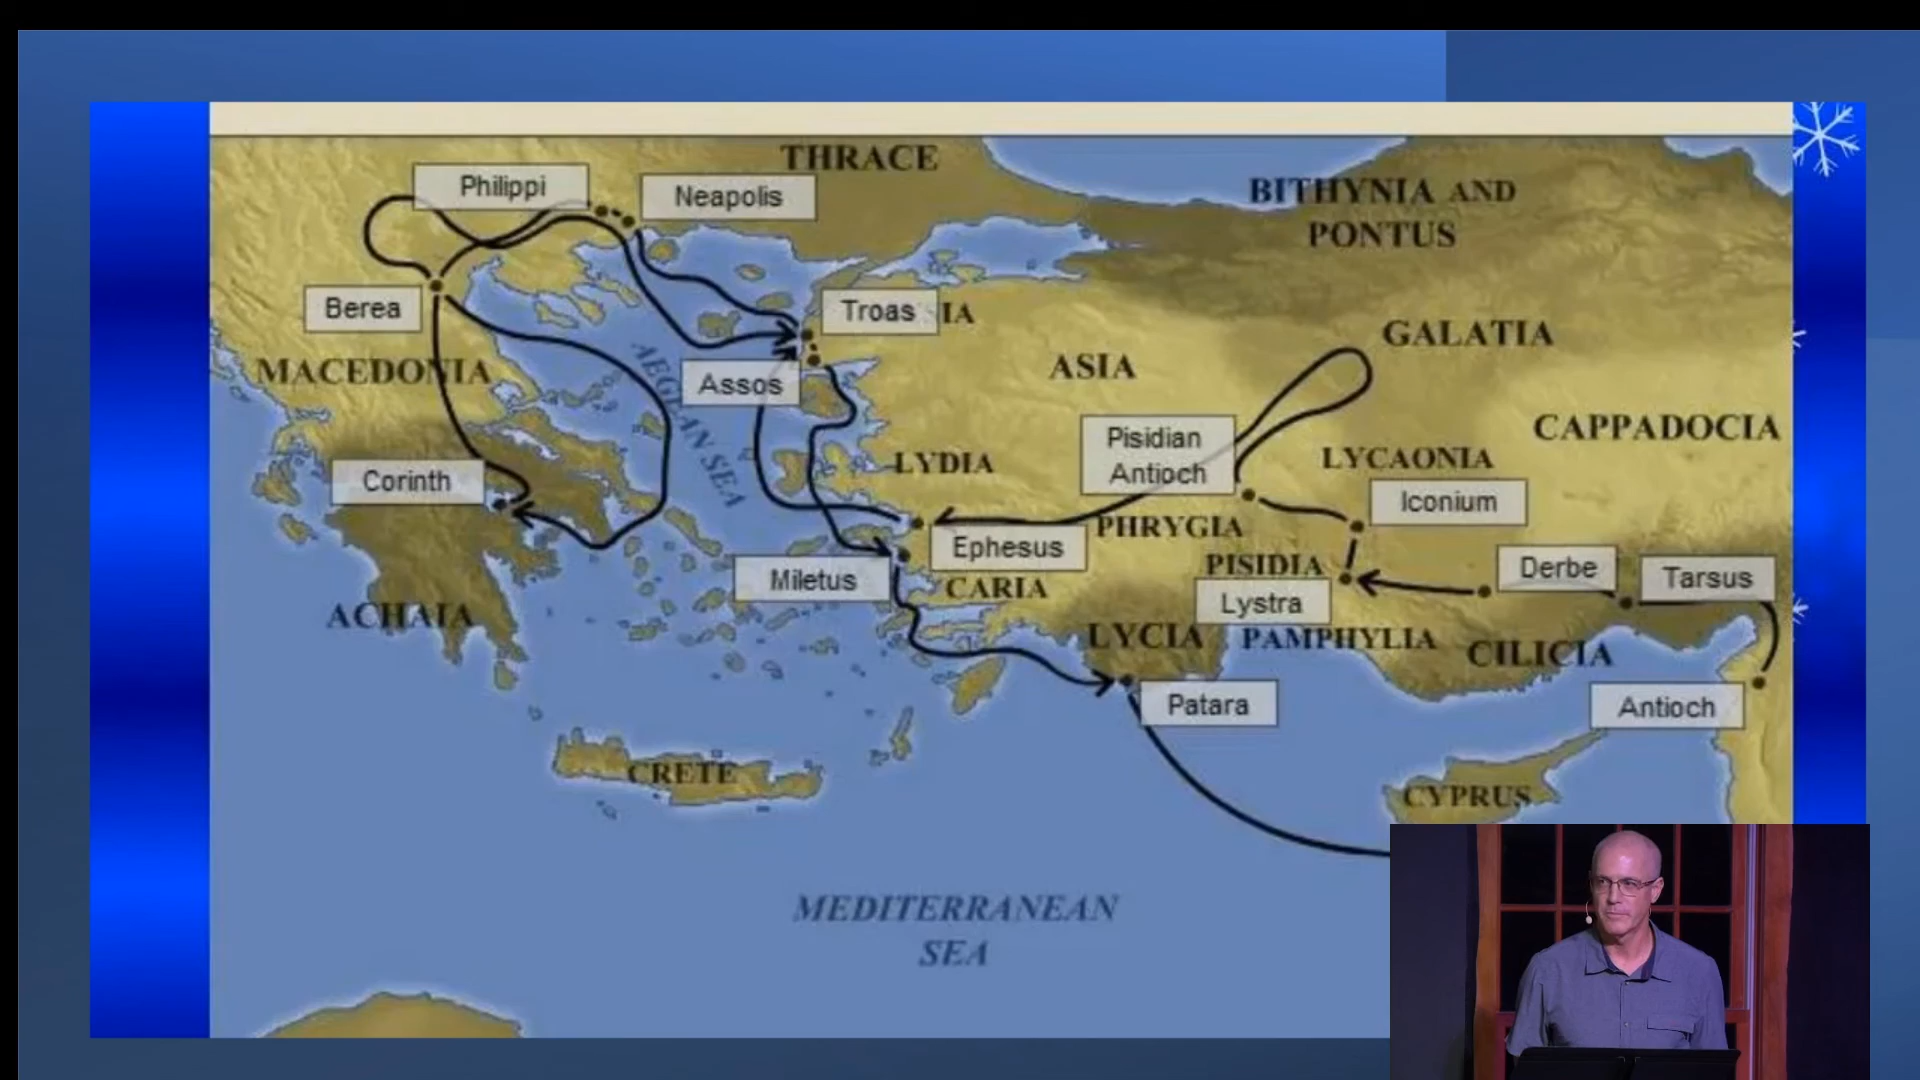 THRACE
Philippi
Neapolis
BITHYNIA AND
PONTUS
Berea
Troas
IA
GALATIA
MACEDONIA
ASIA
Assos
AEGEAN SEA
CAPPADOCIA
Pisidian
Antioch
LYDIA
LYCAONIA
Corinth
Iconium
PHRYGIA
Ephesus
PISIDIA
Derbe
Tarsus
Miletus
CARIA
Lystra
ACHAIA
LYCIA
PAMPHYLIA
CILICIA
Patara
Antioch
CRETE
CYPRUS
MEDITERRANEAN
SEA